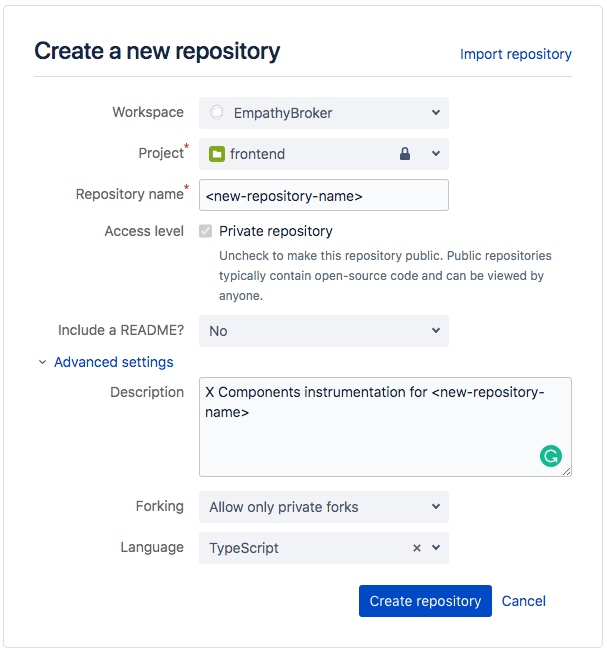 Create a new repository
Import repository
Workspace
EmpathyBroker
Project*
frontend
Repository name*
<new-repository-name>
Access level
Private repository
Uncheck to make this repository public. Public repositories
typically contain open-source code and can be viewed by
anyone.
Include a README?
No
Advanced settings
Description
X Components instrumentation for <new-repository-
name>
Forking
Allow only private forks
Language
TypeScript
Create repository
Cancel